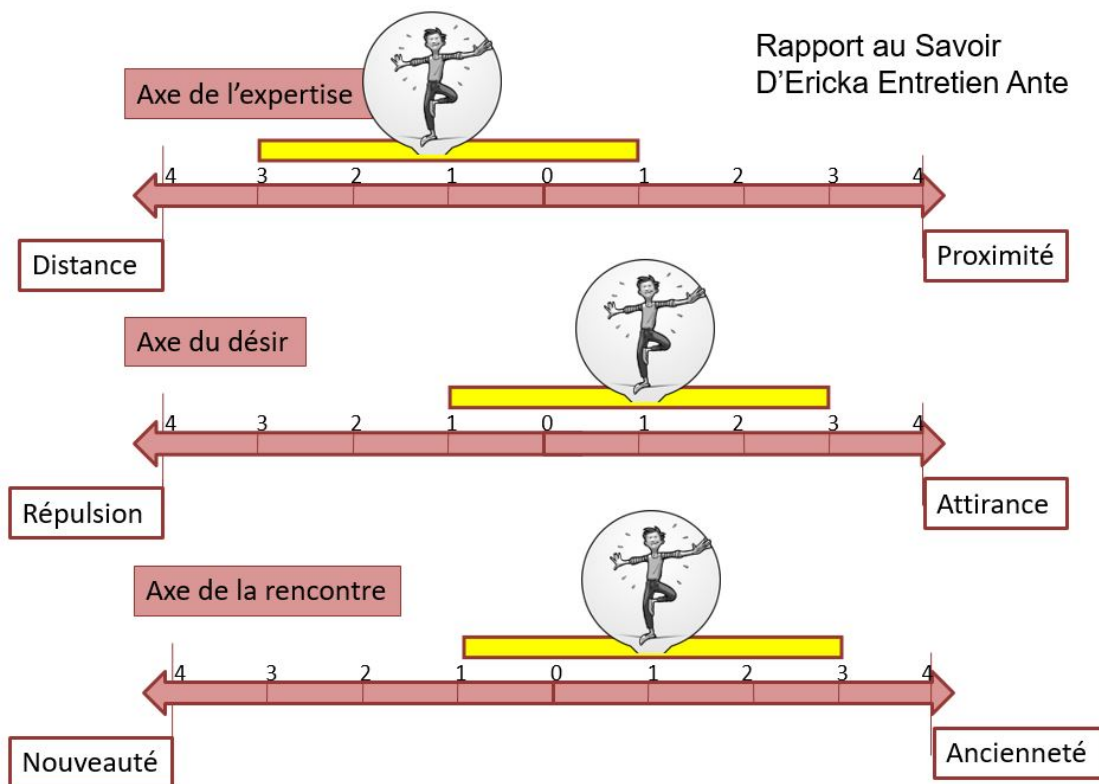 Rapport au Savoir
D'Ericka Entretien Ante
Axe de l'expertise
4 3 2 1 0 1 2 3 4
Distance
Proximité
Axe du désir
4 3 2 1 0 1 2 3 4
Répulsion
Attirance
Axe de la rencontre
4 3 2 1 0 1 2 3 4
Nouveauté
Ancienneté